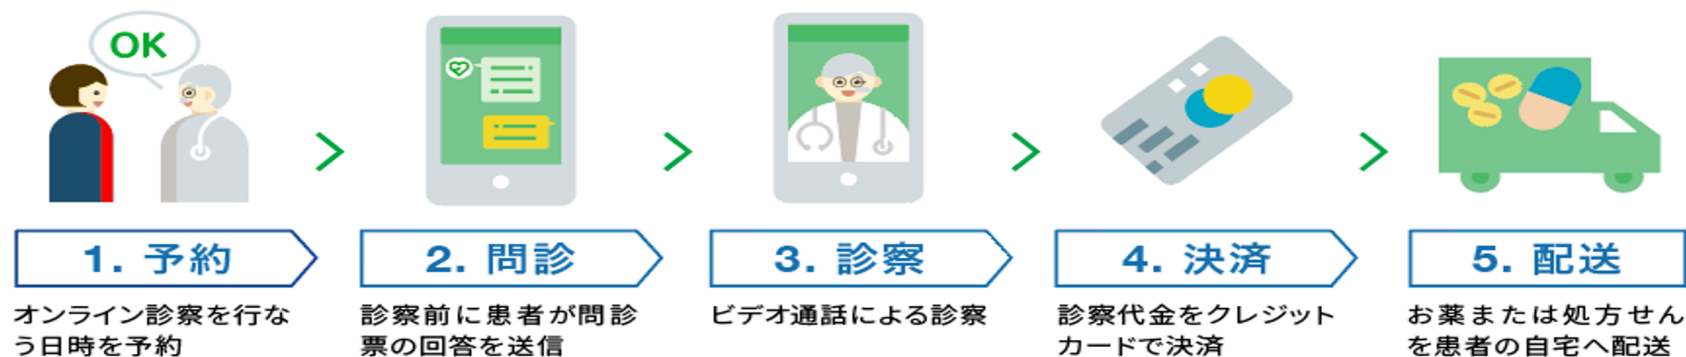 OK
1. 予約
オンライン診察を行な
う日時を予約
2. 問診
診察前に患者が問診
票の回答を送信
3. 診察
ビデオ通話による診察
4. 決済
診察代金をクレジット
カードで決済
5. 配送
お薬または処方せん
を患者の自宅へ配送